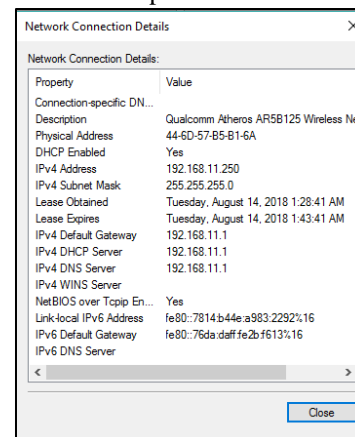 Network Connection Details
Network Connection Details:
Property Value
Connection-specific DN...
Description Qualcomm Atheros AR5B125 Wireless Ne
Physical Address 44-6D-57-B5-B1-6A
DHCP Enabled Yes
IPv4 Address 192.168.11.250
IPv4 Subnet Mask 255.255.255.0
Lease Obtained Tuesday, August 14, 2018 1:28:41 AM
Lease Expires Tuesday, August 14, 2018 1:43:41 AM
IPv4 Default Gateway 192.168.11.1
IPv4 DHCP Server 192.168.11.1
IPv4 DNS Server 192.168.11.1
IPv4 WINS Server
NetBIOS over Tcpip En... Yes
Link-local IPv6 Address fe80::7814:b44e:a983:2292%16
IPv6 Default Gateway fe80::76da:daff:fe2b:f613%16
IPv6 DNS Server
Close